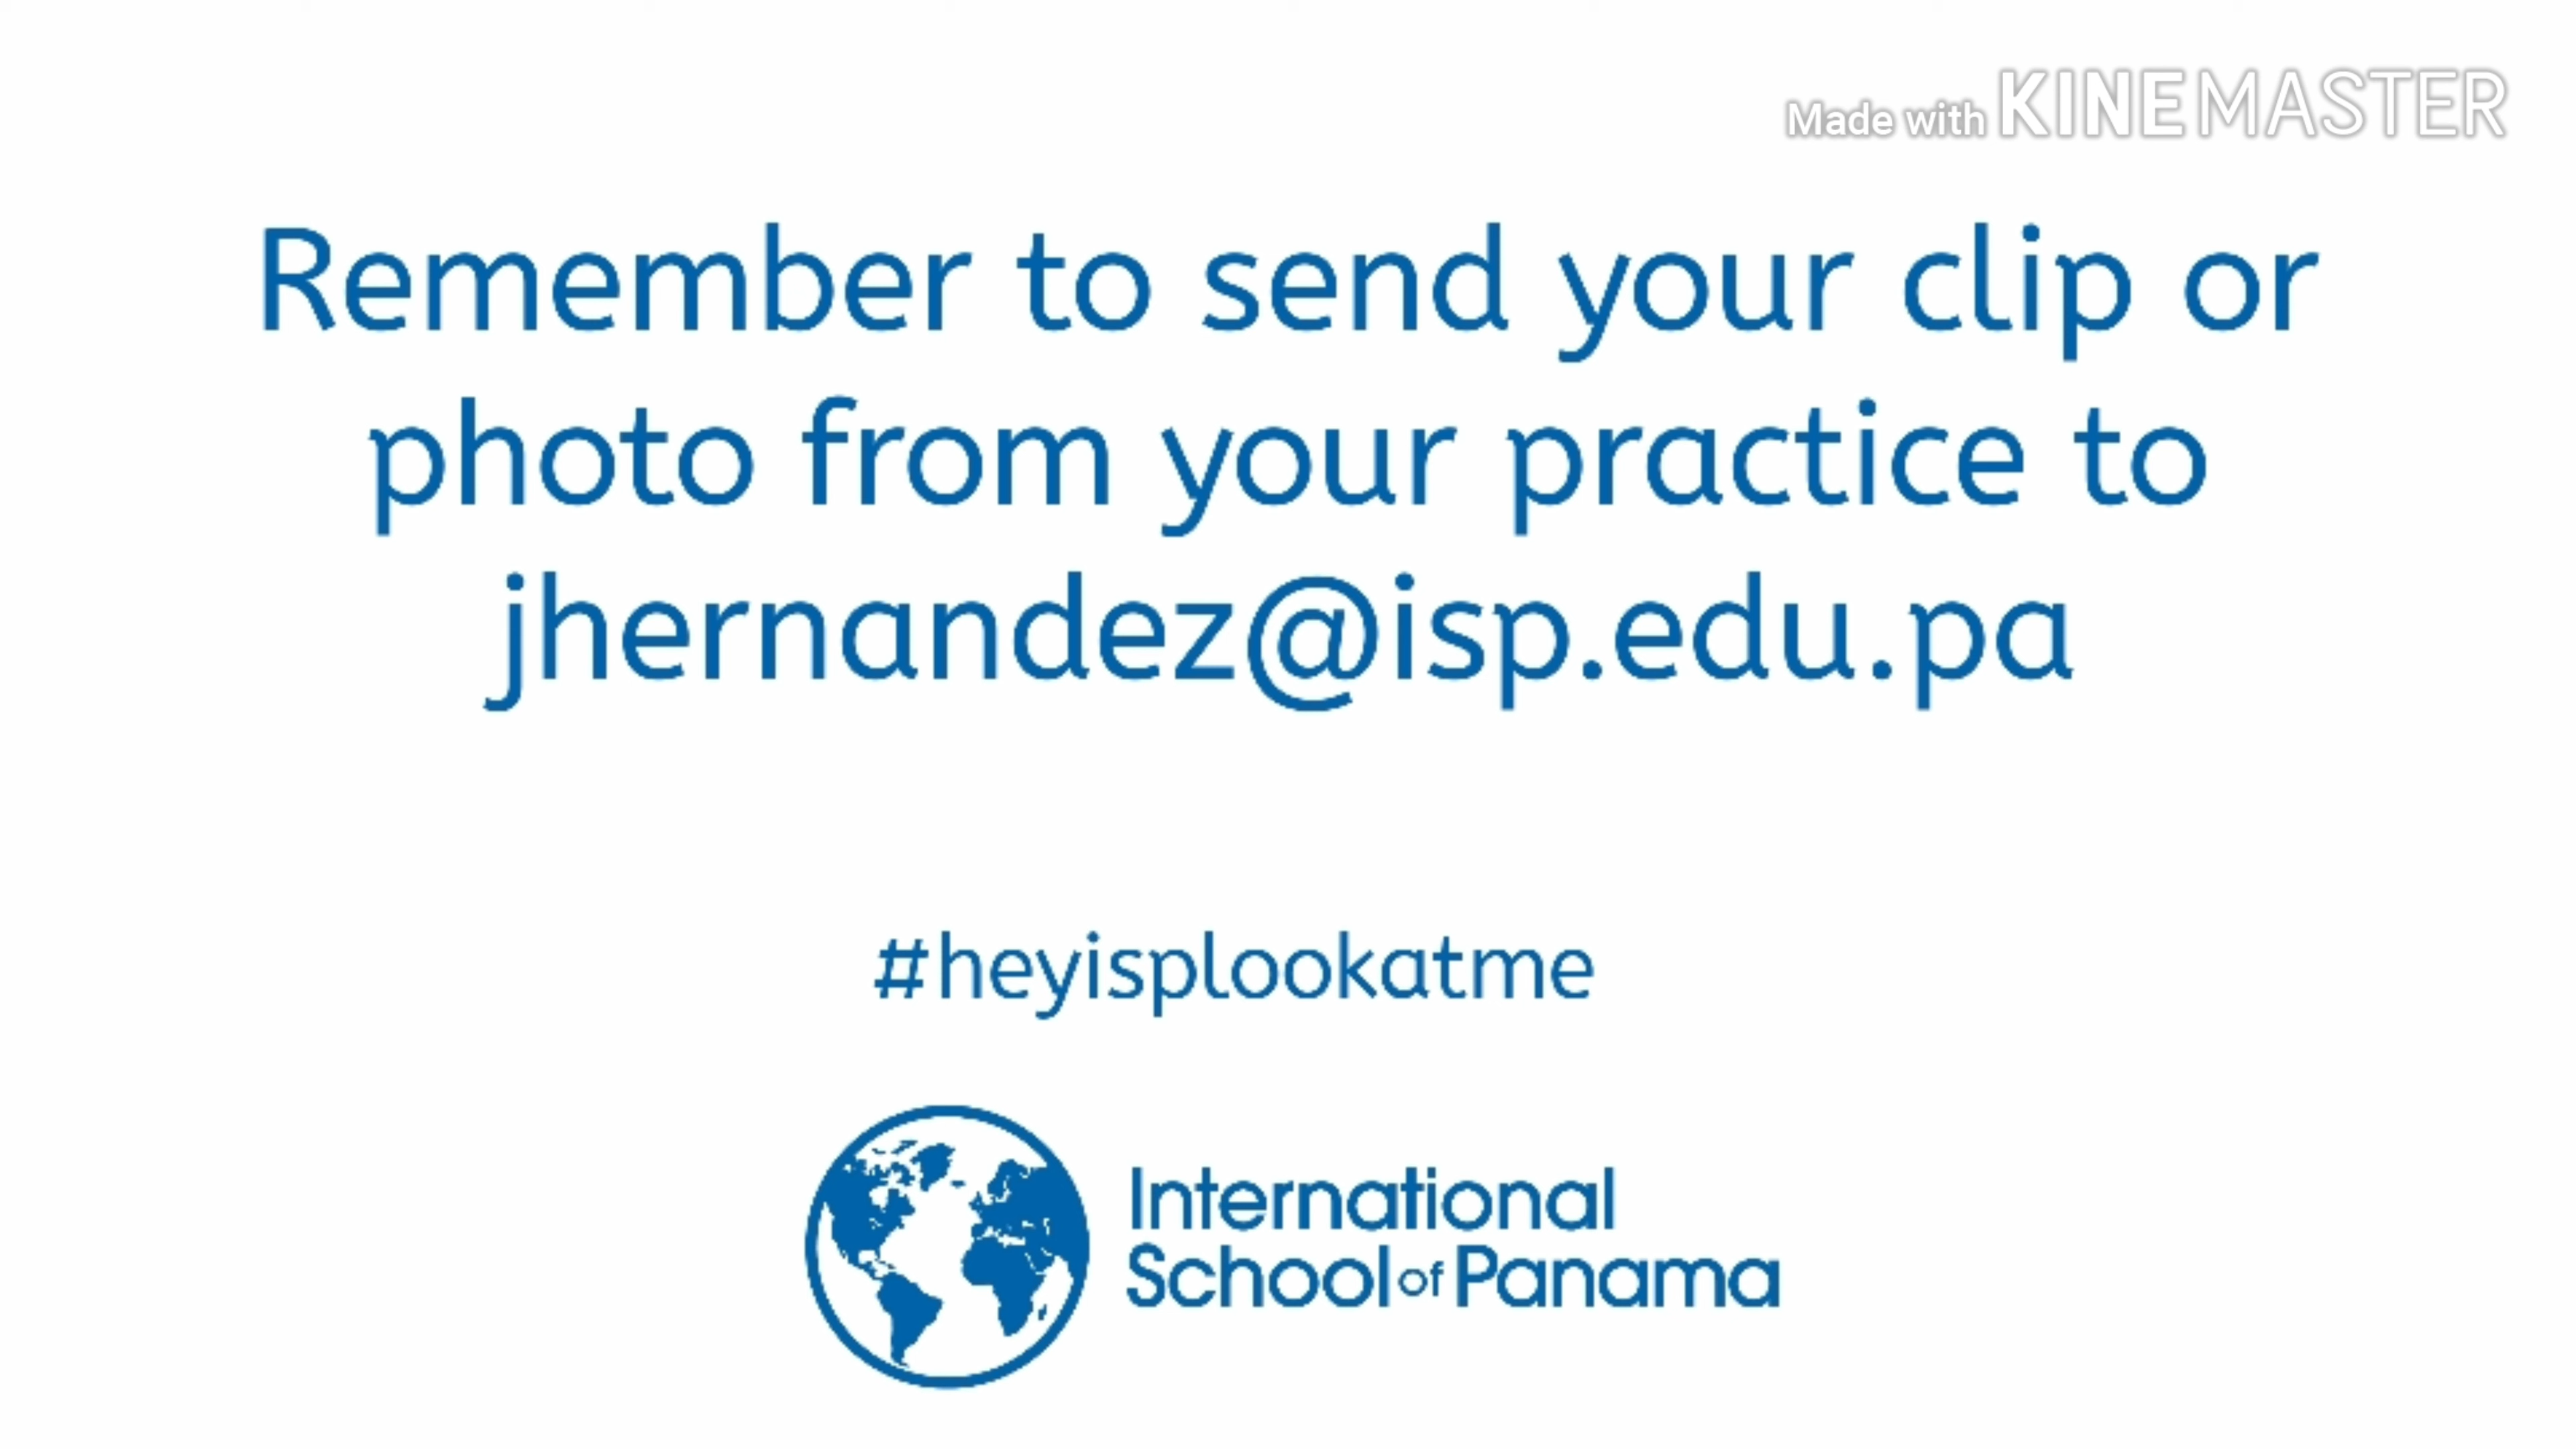 Made with KINEMASTER
Remember to send your clip or
photo from your practice to
jhernandez@isp.edu.pa
#heyisplookatme
International
School of Panama